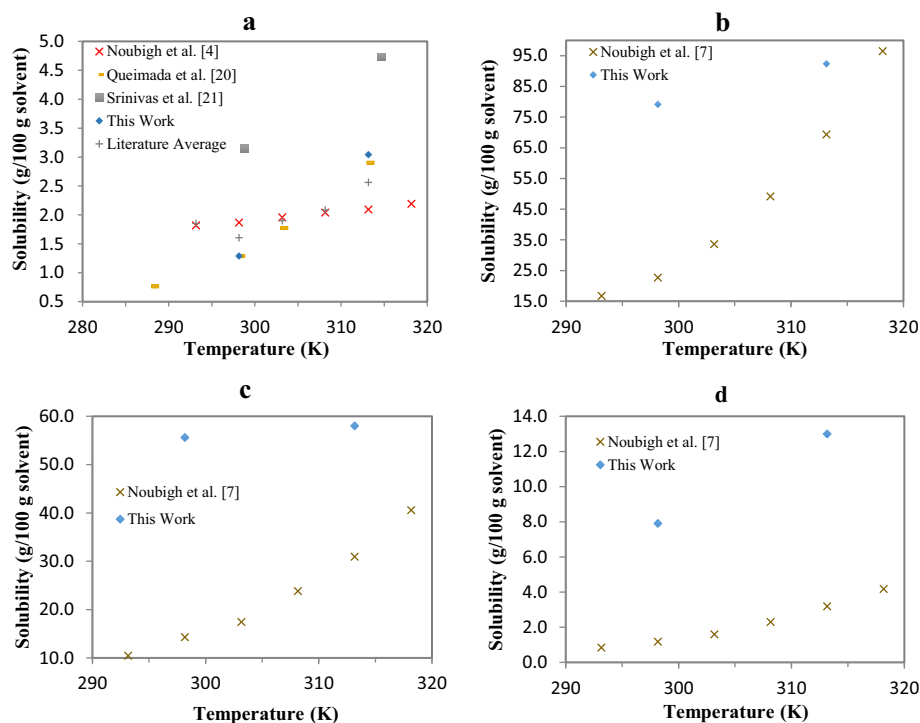 a
Solubility (g/100 g solvent)
5.0
4.5
4.0
3.5
3.0
2.5
2.0
1.5
1.0
0.5
Noubigh et al. [4]
Queimada et al. [20]
Srinivas et al. [21]
This Work
Literature Average
280 290 300 310 320
Temperature (K)
b
Solubility (g/100 g solvent)
95.0
85.0
75.0
65.0
55.0
45.0
35.0
25.0
15.0
Noubigh et al. [7]
This Work
290 300 310 320
Temperature (K)
c
Solubility (g/100 g solvent)
60.0
50.0
40.0
30.0
20.0
10.0
Noubigh et al. [7]
This Work
290 300 310 320
Temperature (K)
d
Solubility (g/100 g solvent)
14.0
12.0
10.0
8.0
6.0
4.0
2.0
0.0
Noubigh et al. [7]
This Work
290 300 310 320
Temperature (K)